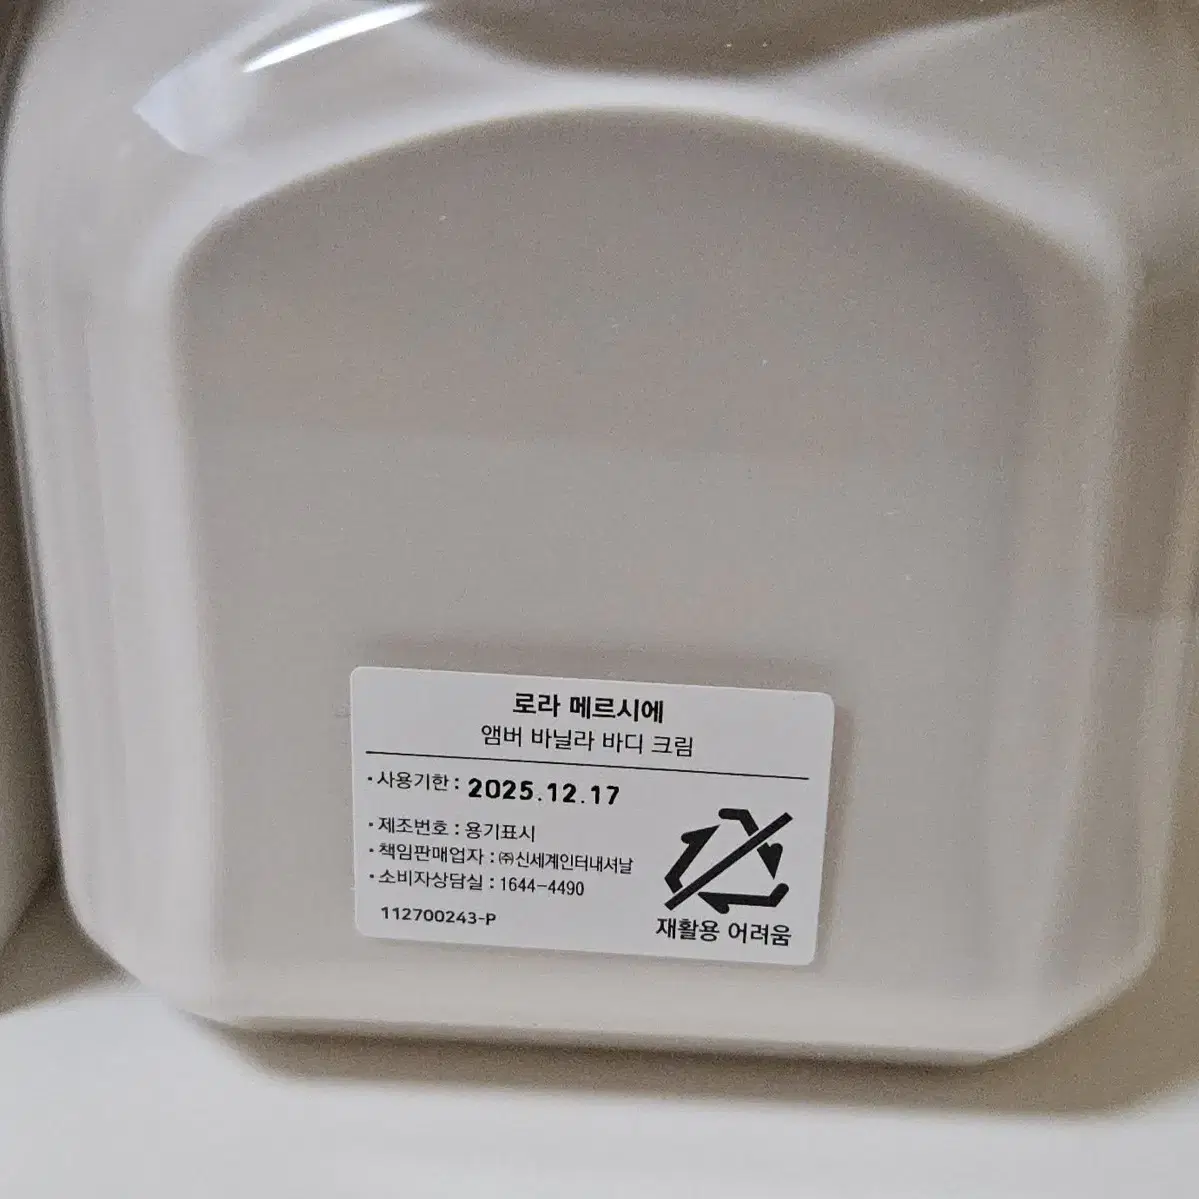 로라 메르시에
앰버 바닐라 바디 크림
·사용기한 : 2025.12.17
·제조번호 : 용기표시
·책임판매업자 : ㈜신세계인터내셔날
·소비자상담실 : 1644-4490
112700243-P
재활용 어려움